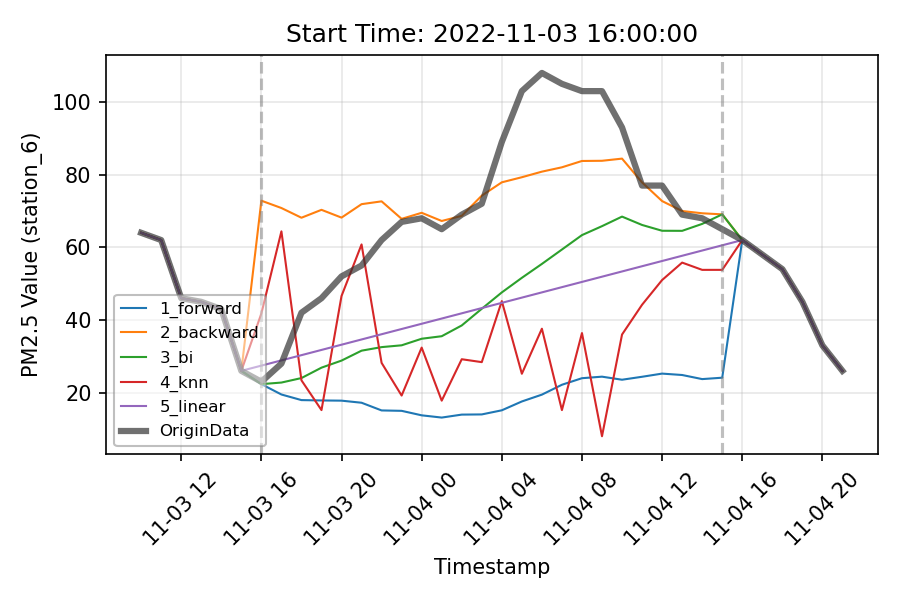 Start Time: 2022-11-03 16:00:00
PM2.5 Value (station_6)
100
80
60
40
20
1_forward
2_backward
3_bi
4_knn
5_linear
OriginData
11-03 12
11-03 16
11-03 20
11-04 00
11-04 04
11-04 08
11-04 12
11-04 16
11-04 20
Timestamp